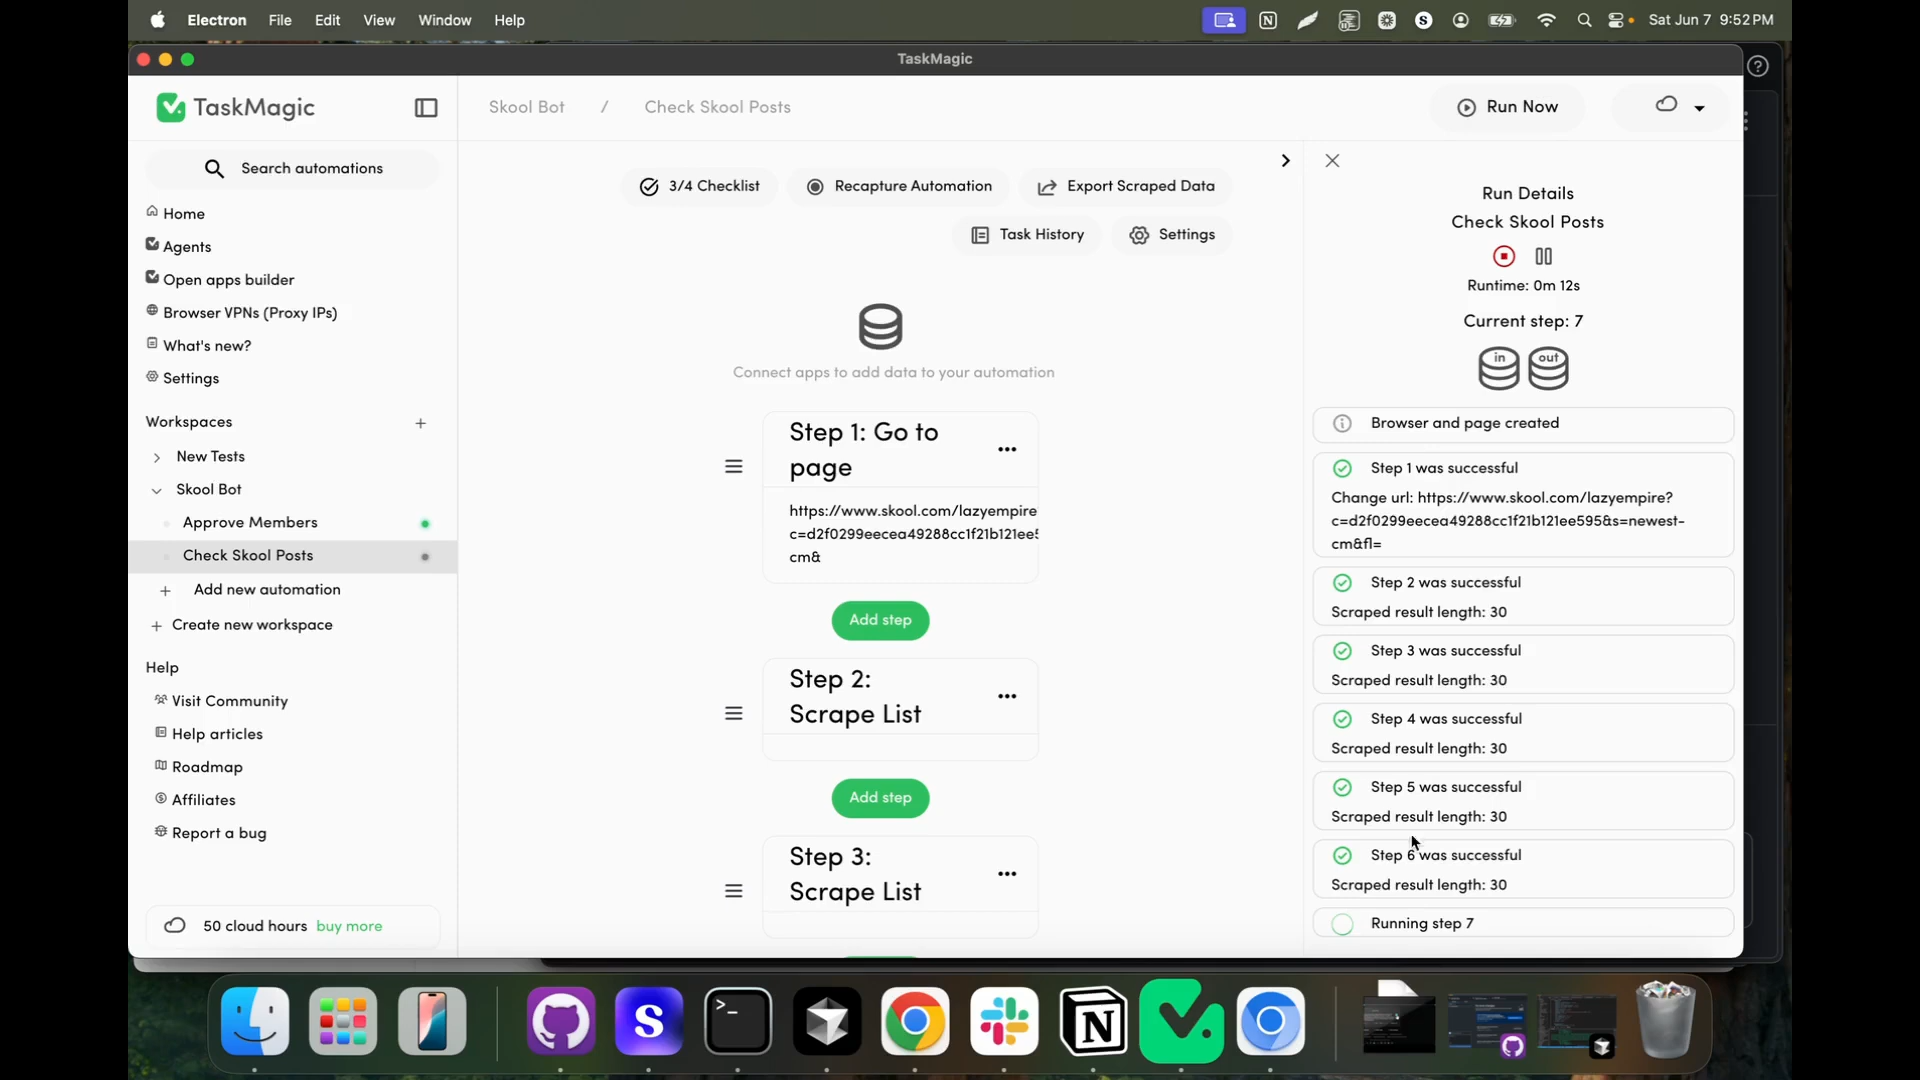 Electron File Edit View Window Help
Sat Jun 7 9:52 PM
TaskMagic
TaskMagic
Search automations
Home
Agents
Open apps builder
Browser VPNs (Proxy IPs)
What's new?
Settings
Workspaces
New Tests
Skool Bot
Approve Members
Check Skool Posts
Add new automation
Create new workspace
Help
Visit Community
Help articles
Roadmap
Affiliates
Report a bug
50 cloud hours buy more
Skool Bot / Check Skool Posts
Run Now
3/4 Checklist
Recapture Automation
Export Scraped Data
Task History
Settings
Connect apps to add data to your automation
Step 1: Go to
page
https://www.skool.com/lazyempire
c=d2f0299eecea49288cc1f21b121ee5
cm&
Add step
Step 2:
Scrape List
Add step
Step 3:
Scrape List
Run Details
Check Skool Posts
Runtime: 0m 12s
Current step: 7
in out
Browser and page created
Step 1 was successful
Change url: https://www.skool.com/lazyempire?
c=d2f0299eecea49288cc1f21b121ee595&s=newest-
cm&fl=
Step 2 was successful
Scraped result length: 30
Step 3 was successful
Scraped result length: 30
Step 4 was successful
Scraped result length: 30
Step 5 was successful
Scraped result length: 30
Step 6 was successful
Scraped result length: 30
Running step 7